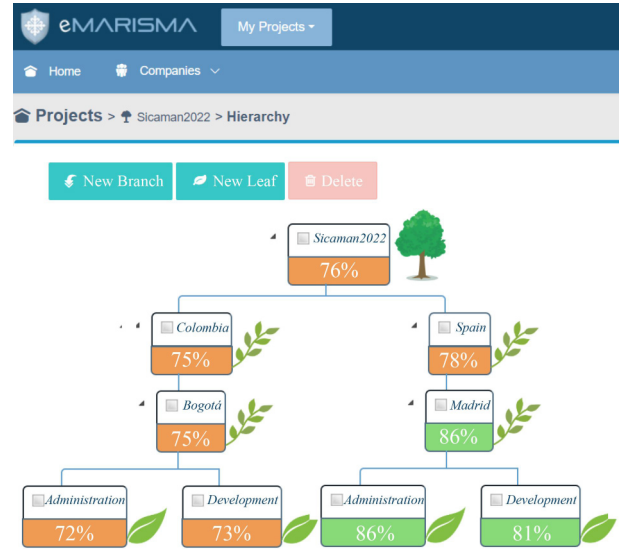 eMARISMA My Projects
Home Companies
Projects > Sicaman2022 > Hierarchy
New Branch New Leaf Delete
Sicaman2022
76%
Colombia Spain
75% 78%
Bogotá Madrid
75% 86%
Administration Development Administration Development
72% 73% 86% 81%